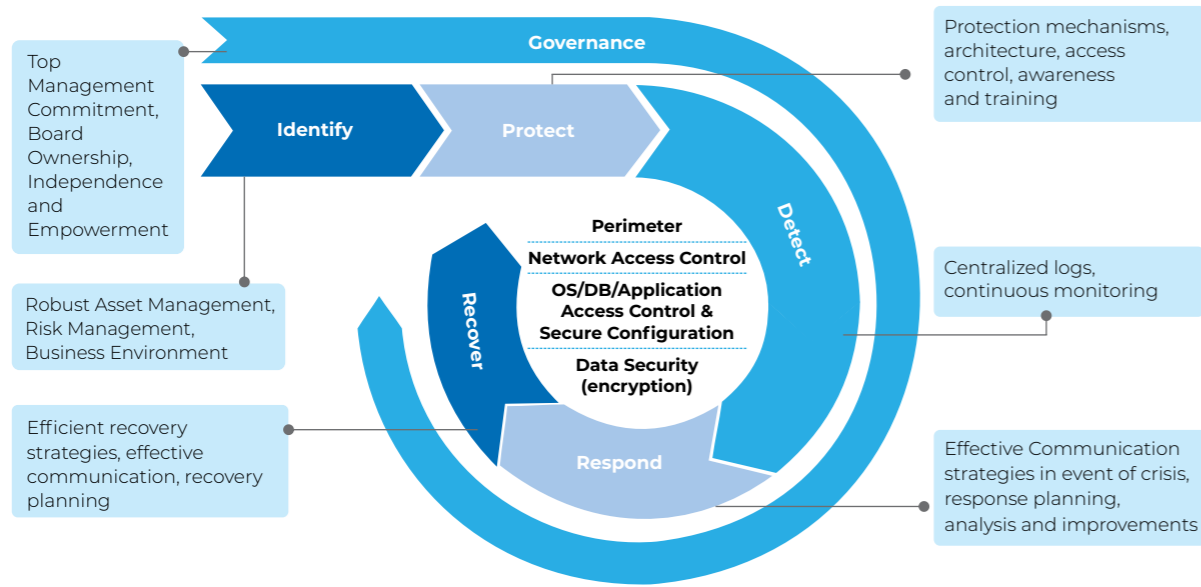 Governance
Top
Management
Commitment,
Board
Ownership,
Independence
and
Empowerment
Protection mechanisms,
architecture, access
control, awareness
and training
Identify
Protect
Detect
Perimeter
Network Access Control
OS/DB/Application
Access Control &
Secure Configuration
Data Security
(encryption)
Recover
Respond
Centralized logs,
continuous monitoring
Robust Asset Management,
Risk Management,
Business Environment
Efficient recovery
strategies, effective
communication, recovery
planning
Effective Communication
strategies in event of crisis,
response planning,
analysis and improvements